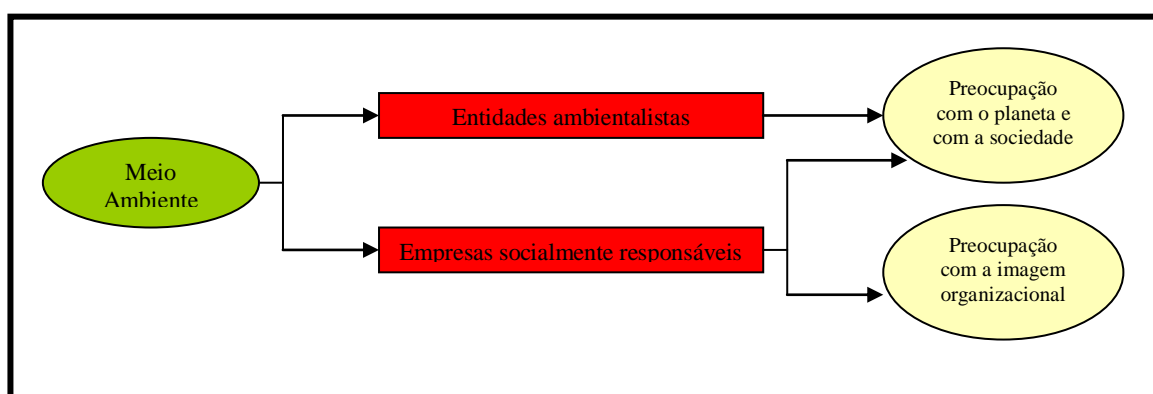 Meio
Ambiente
Entidades ambientalistas
Empresas socialmente responsáveis
Preocupação
com o planeta e
com a sociedade
Preocupação
com a imagem
organizacional